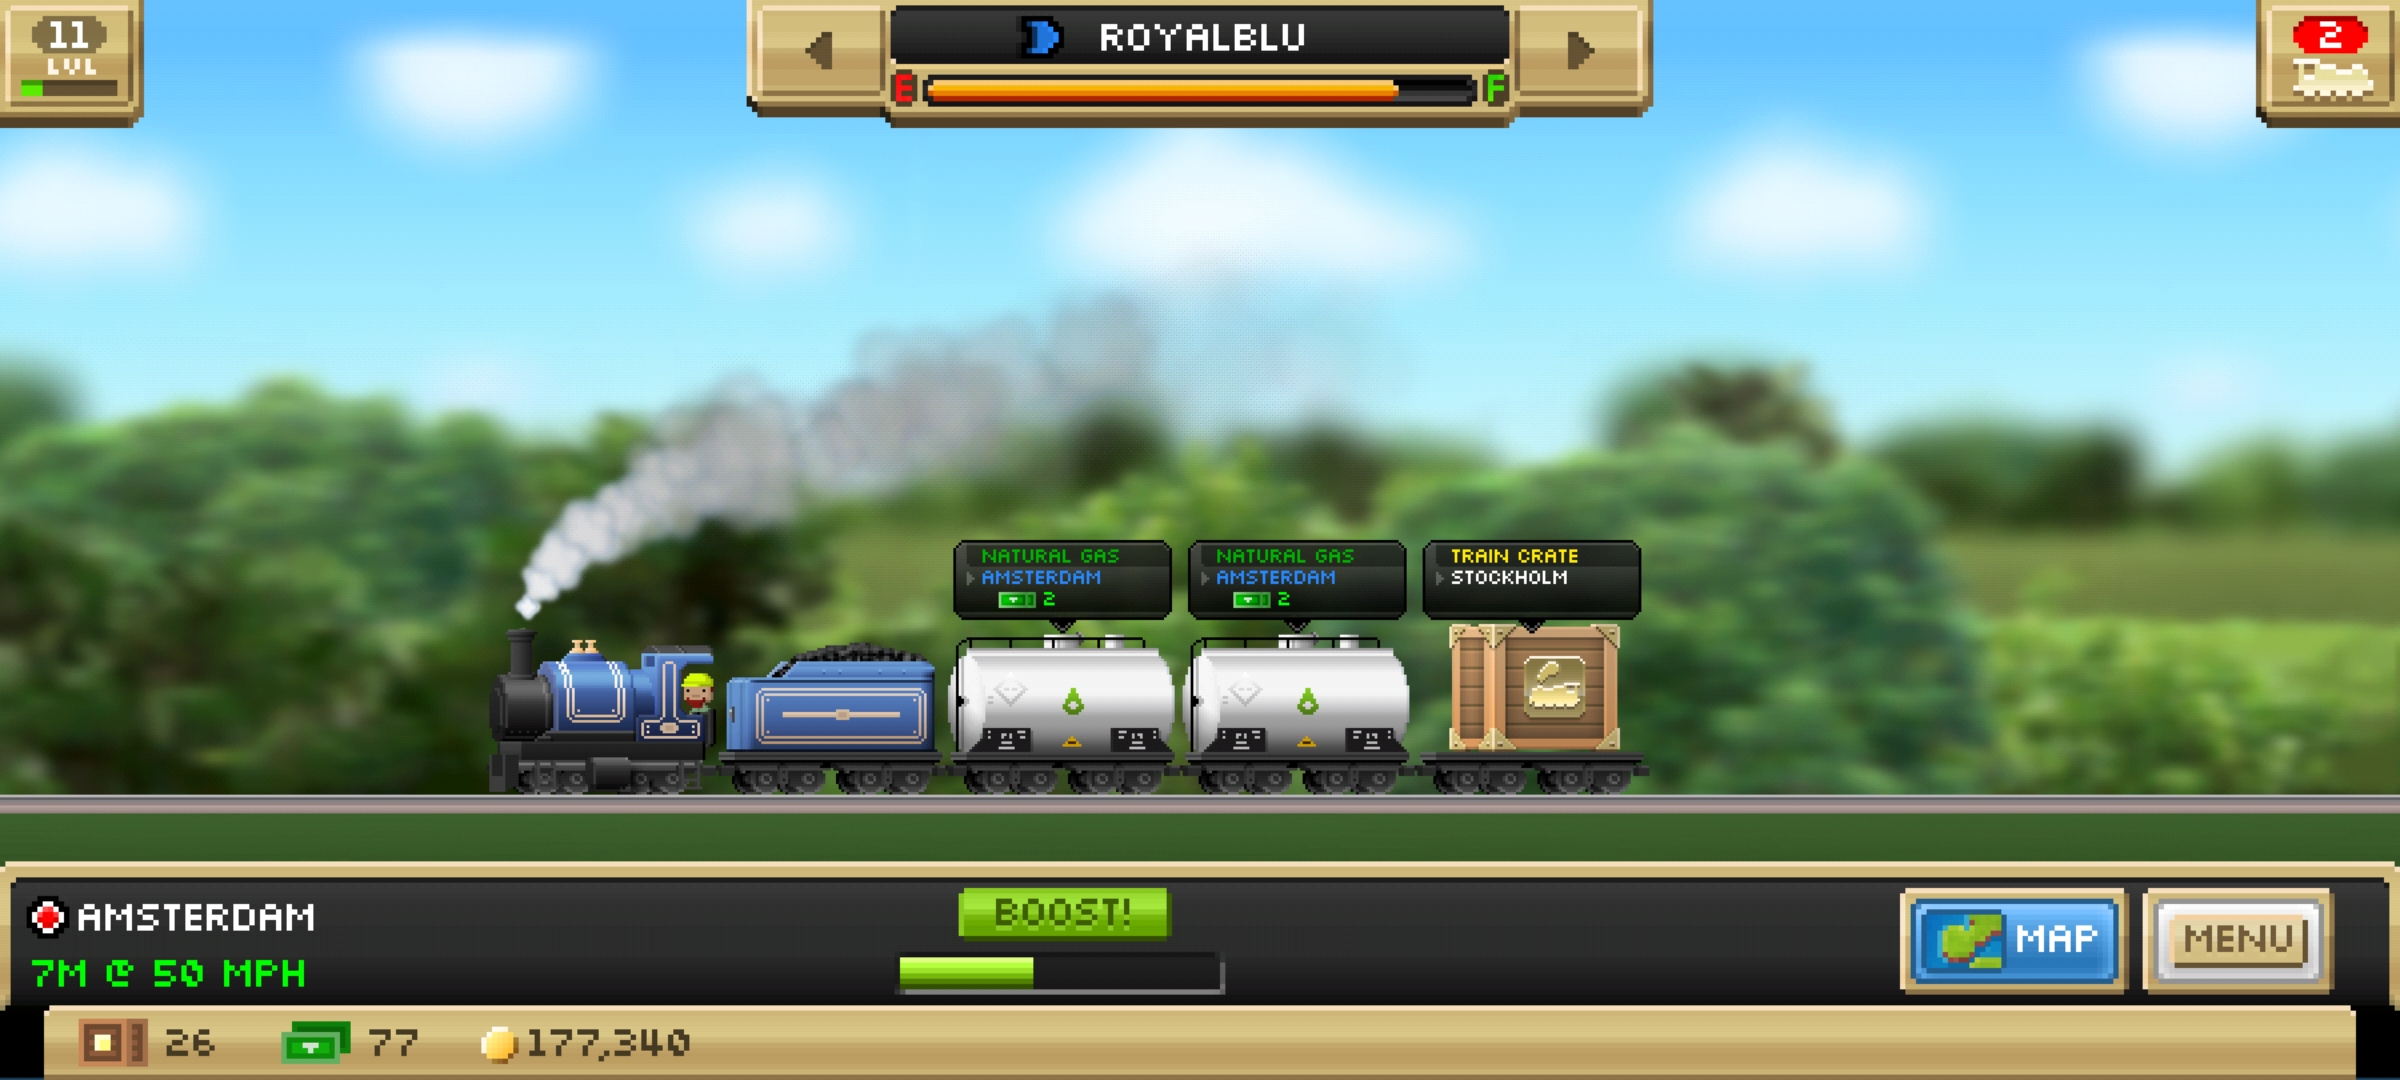 11
LVL
ROYALBLU
E F
2
NATURAL GAS
AMSTERDAM
2
NATURAL GAS
AMSTERDAM
2
TRAIN CRATE
STOCKHOLM
AMSTERDAM
7M @ 50 MPH
BOOST!
MAP
MENU
26
77
177,340